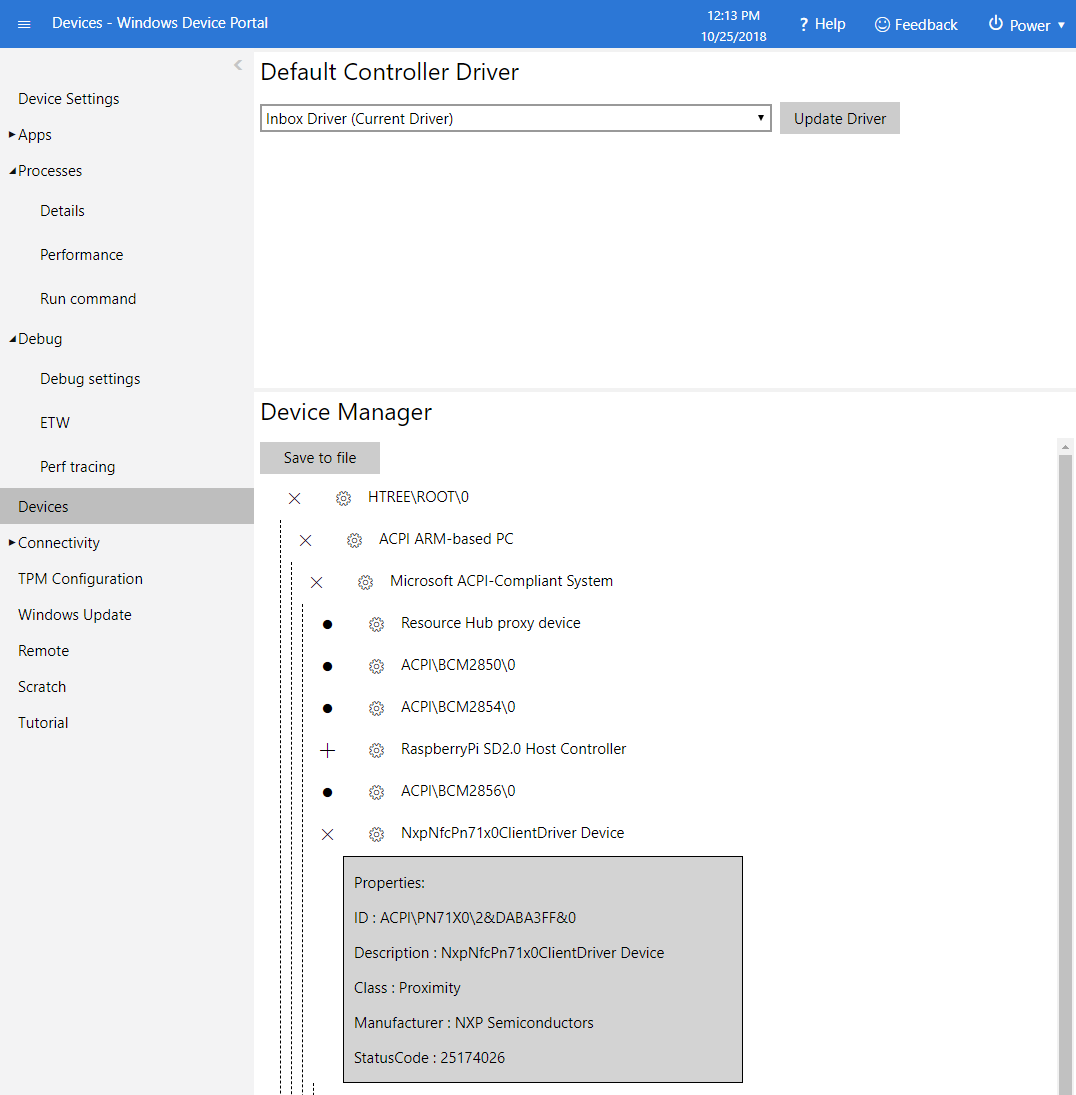 Devices - Windows Device Portal
12:13 PM
10/25/2018
? Help
Feedback
Power
Device Settings
Apps
Processes
Details
Performance
Run command
Debug
Debug settings
ETW
Perf tracing
Devices
Connectivity
TPM Configuration
Windows Update
Remote
Scratch
Tutorial
Default Controller Driver
Inbox Driver (Current Driver)
Update Driver
Device Manager
Save to file
HTREE\ROOT\0
ACPI ARM-based PC
Microsoft ACPI-Compliant System
Resource Hub proxy device
ACPI\BCM2850\0
ACPI\BCM2854\0
RaspberryPi SD2.0 Host Controller
ACPI\BCM2856\0
NxpNfcPn71x0ClientDriver Device
Properties:
ID : ACPI\PN71X0\2&DABA3FF&0
Description : NxpNfcPn71x0ClientDriver Device
Class : Proximity
Manufacturer : NXP Semiconductors
StatusCode : 25174026